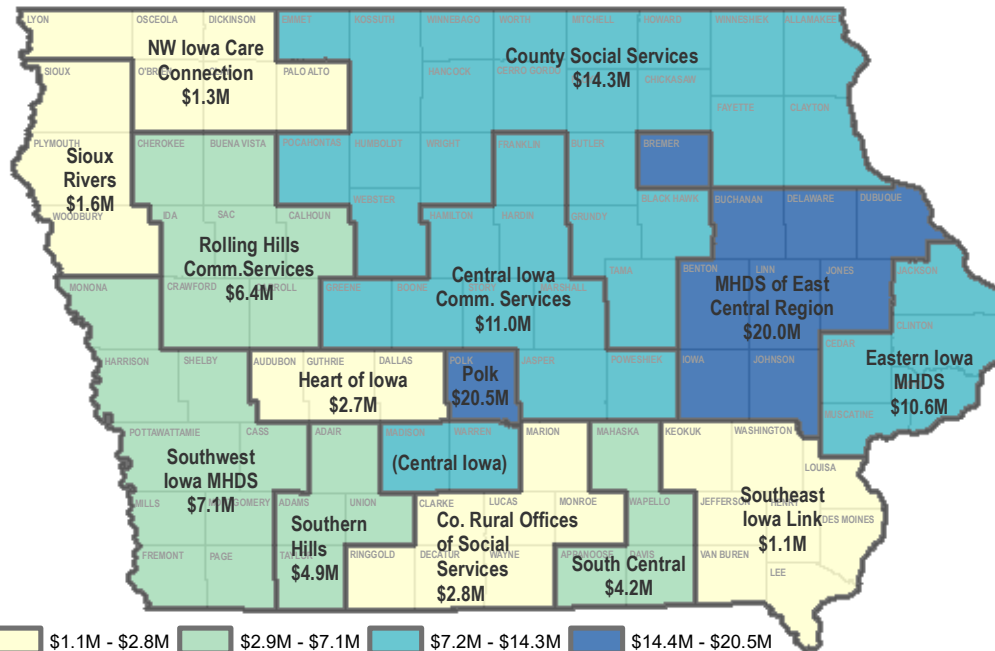 LYON OSCEOLA DICKINSON EMMET KOSSUTH WINNEBAGO WORTH MITCHELL HOWARD WINNESHIEK ALLAMAKEE
NW Iowa Care
Connection
$1.3M
County Social Services
$14.3M
SIOUX O'BRIEN PALO ALTO HANCOCK CERRO GORDO CHICKASAW
FAYETTE CLAYTON
PLYMOUTH CHEROKEE BUENA VISTA POCAHONTAS HUMBOLDT WRIGHT FRANKLIN BUTLER BREMER
Sioux
Rivers
$1.6M
WOODBURY IDA SAC CALHOUN WEBSTER HAMILTON HARDIN GRUNDY BLACK HAWK BUCHANAN DELAWARE DUBUQUE
Rolling Hills
Comm.Services
$6.4M
Central Iowa
Comm. Services
$11.0M
MHDS of East
Central Region
$20.0M
MONONA CRAWFORD CARROLL GREENE BOONE STORY MARSHALL TAMA BENTON LINN JONES JACKSON
CLINTON
CEDAR
Eastern Iowa
MHDS
$10.6M
HARRISON SHELBY AUDUBON GUTHRIE DALLAS POLK JASPER POWESHIEK IOWA JOHNSON
Heart of Iowa
$2.7M
Polk
$20.5M
MUSCATINE
POTTAWATTAMIE CASS ADAIR MADISON WARREN MARION MAHASKA KEOKUK WASHINGTON
LOUISA
(Central Iowa)
Southwest
Iowa MHDS
$7.1M
MILLS MONTGOMERY ADAMS UNION CLARKE LUCAS MONROE WAPELLO JEFFERSON HENRY DES MOINES
Southern
Hills
$4.9M
Co. Rural Offices
of Social
Services
$2.8M
Southeast
Iowa Link
$1.1M
FREMONT PAGE TAYLOR RINGGOLD DECATUR WAYNE APPANOOSE DAVIS VAN BUREN
LEE
South Central
$4.2M
$1.1M - $2.8M $2.9M - $7.1M $7.2M - $14.3M $14.4M - $20.5M